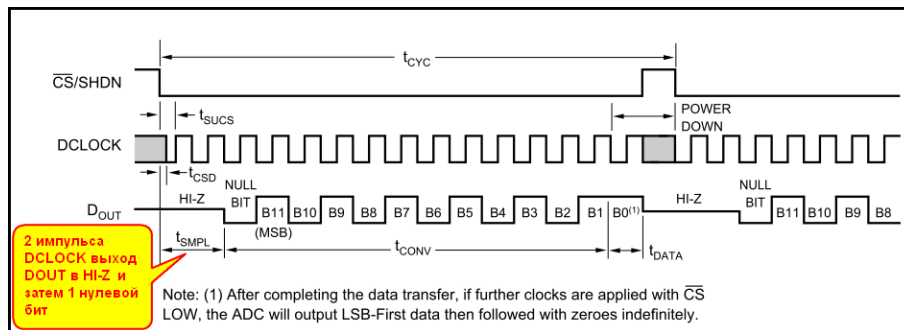 tCYC
CS/SHDN
tSUCS
POWER
DOWN
DCLOCK
tCSD
HI-Z
NULL
BIT
HI-Z
NULL
BIT
DOUT
B11 B10 B9 B8 B7 B6 B5 B4 B3 B2 B1 B0(1)
B11 B10 B9 B8
(MSB)
tSMPL
tCONV
tDATA
2 импульса
DCLOCK выход
DOUT в HI-Z и
затем 1 нулевой
бит
Note: (1) After completing the data transfer, if further clocks are applied with CS
LOW, the ADC will output LSB-First data then followed with zeroes indefinitely.